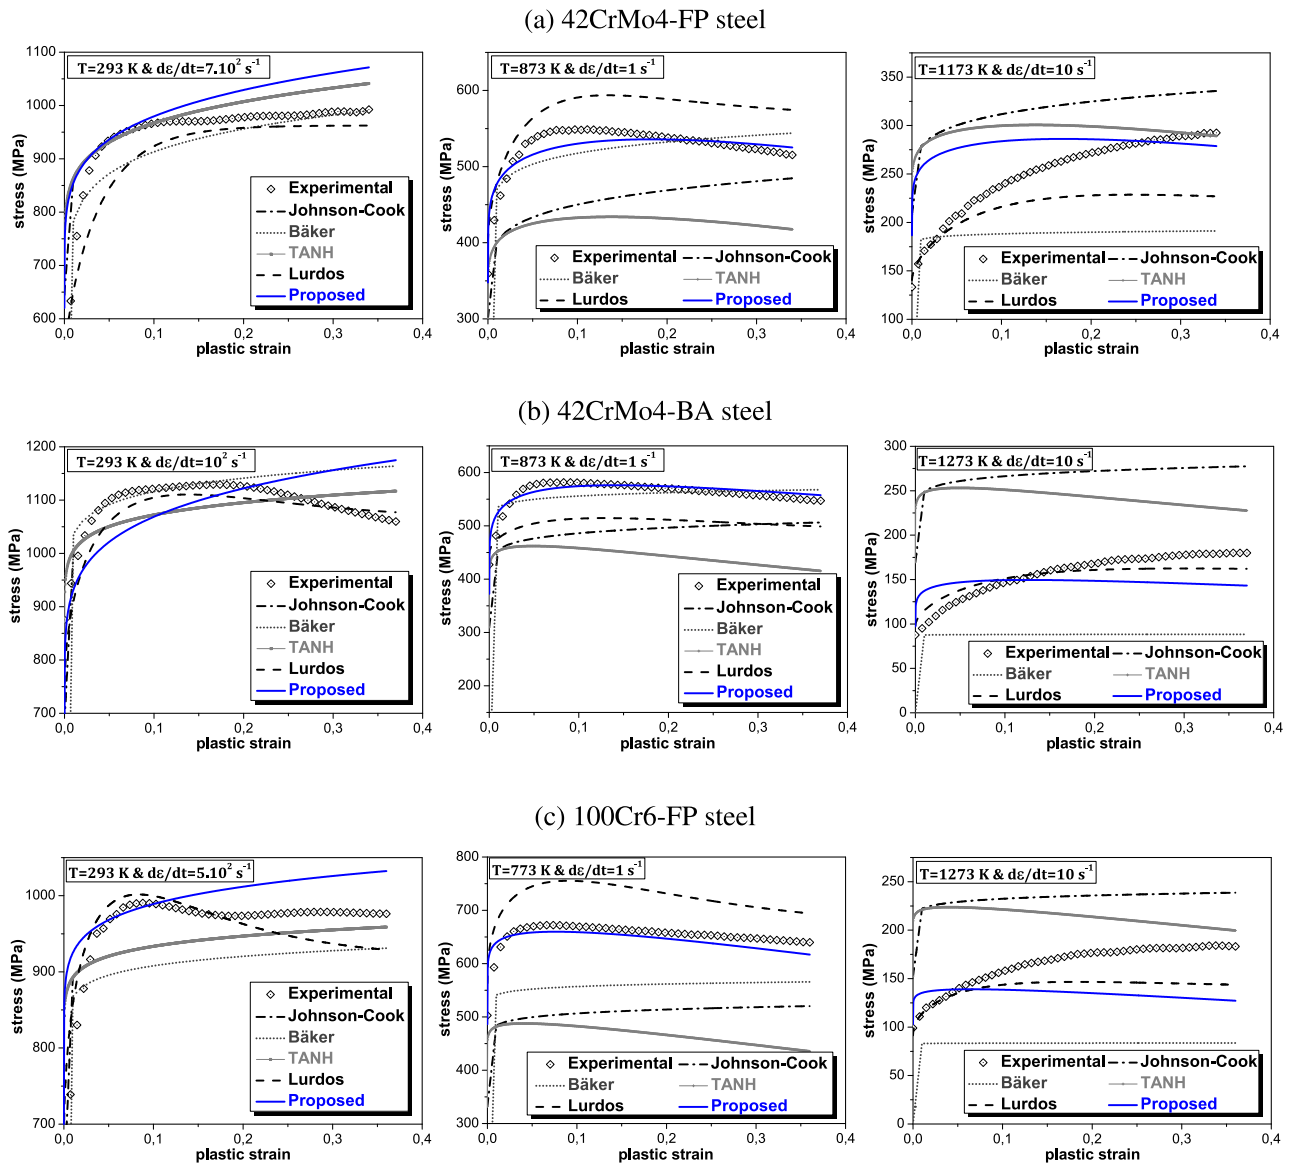 (a) 42CrMo4-FP steel
T=293 K & dε/dt=7.10² s⁻¹
stress (MPa)
1100
1000
900
800
700
600
0,0 0,1 0,2 0,3 0,4
plastic strain
Experimental
Johnson-Cook
Bäker
TANH
Lurdos
Proposed
T=873 K & dε/dt=1 s⁻¹
stress (MPa)
600
500
400
300
0,0 0,1 0,2 0,3 0,4
plastic strain
Experimental Johnson-Cook
Bäker TANH
Lurdos Proposed
T=1173 K & dε/dt=10 s⁻¹
stress (MPa)
350
300
250
200
150
100
0,0 0,1 0,2 0,3 0,4
plastic strain
Experimental Johnson-Cook
Bäker TANH
Lurdos Proposed
(b) 42CrMo4-BA steel
T=293 K & dε/dt=10² s⁻¹
stress (MPa)
1200
1100
1000
900
800
700
0,0 0,1 0,2 0,3 0,4
plastic strain
Experimental
Johnson-Cook
Bäker
TANH
Lurdos
Proposed
T=873 K & dε/dt=1 s⁻¹
stress (MPa)
600
500
400
300
200
0,0 0,1 0,2 0,3 0,4
plastic strain
Experimental
Johnson-Cook
Bäker
TANH
Lurdos
Proposed
T=1273 K & dε/dt=10 s⁻¹
stress (MPa)
300
250
200
150
100
50
0
0,0 0,1 0,2 0,3 0,4
plastic strain
Experimental Johnson-Cook
Bäker TANH
Lurdos Proposed
(c) 100Cr6-FP steel
T=293 K & dε/dt=5.10² s⁻¹
stress (MPa)
1000
900
800
700
0,0 0,1 0,2 0,3 0,4
plastic strain
Experimental
Johnson-Cook
Bäker
TANH
Lurdos
Proposed
T=773 K & dε/dt=1 s⁻¹
stress (MPa)
800
700
600
500
400
300
0,0 0,1 0,2 0,3 0,4
plastic strain
Experimental Johnson-Cook
Bäker TANH
Lurdos Proposed
T=1273 K & dε/dt=10 s⁻¹
stress (MPa)
250
200
150
100
50
0
0,0 0,1 0,2 0,3 0,4
plastic strain
Experimental Johnson-Cook
Bäker TANH
Lurdos Proposed